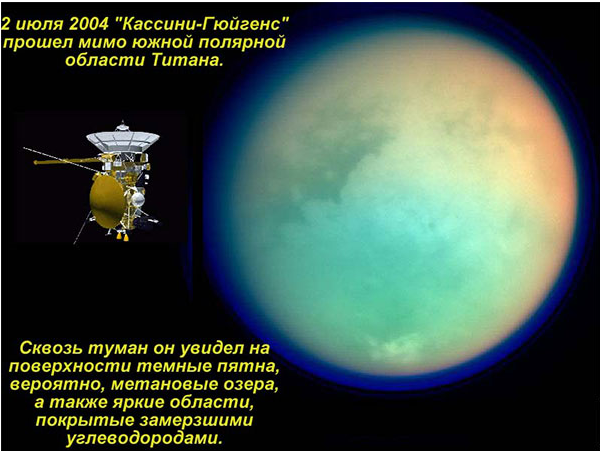 2 июля 2004 "Кассини-Гюйгенс"
прошел мимо южной полярной
области Титана.
Сквозь туман он увидел на
поверхности темные пятна,
вероятно, метановые озера,
а также яркие области,
покрытые замерзшими
углеводородами.